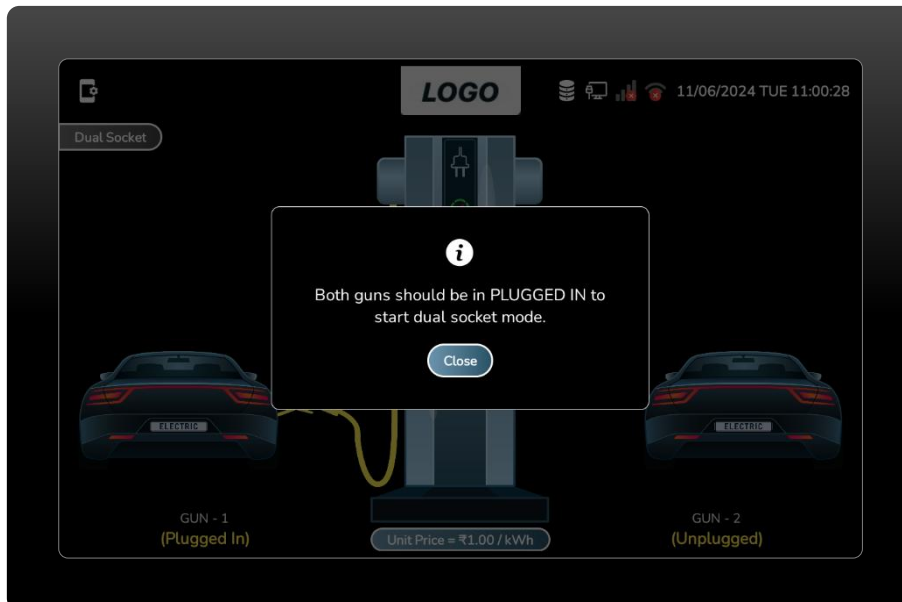 LOGO
11/06/2024 TUE 11:00:28
Dual Socket
Both guns should be in PLUGGED IN to
start dual socket mode.
Close
ELECTRIC
ELECTRIC
GUN - 1
(Plugged In)
Unit Price = ₹1.00 / kWh
GUN - 2
(Unplugged)